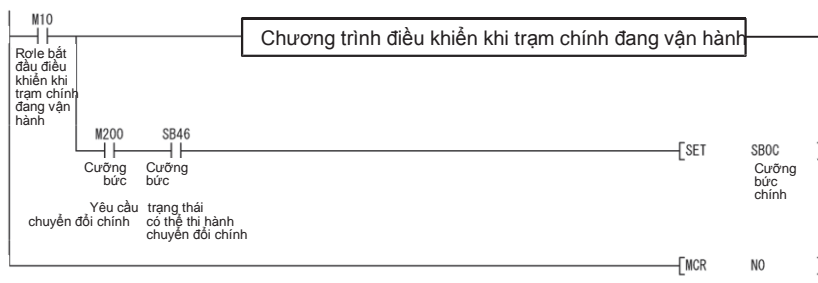 M10
Chương trình điều khiển khi trạm chính đang vận hành
Rơle bắt
đầu điều
khiển khi
trạm chính
đang vận
hành
M200 SB46
[SET SB0C ]
Cưỡng Cưỡng
bức bức
Cưỡng
bức
chính
Yêu cầu trạng thái
chuyển đổi chính có thể thi hành
chuyển đổi chính
[MCR N0 ]